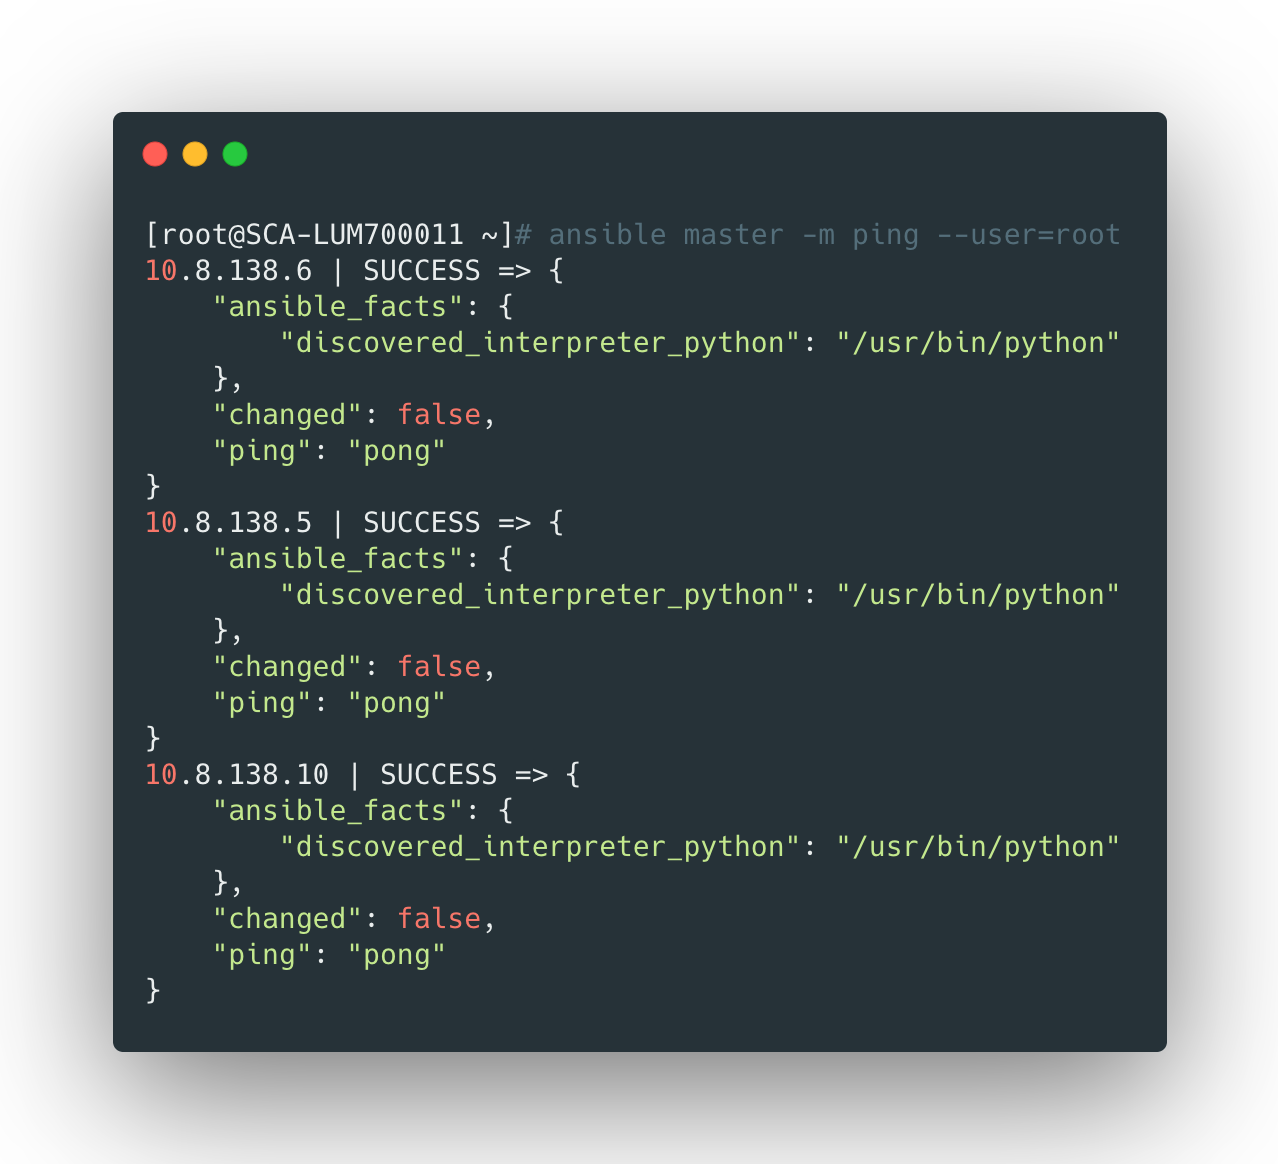 [root@SCA-LUM700011 ~]# ansible master -m ping --user=root
10.8.138.6 | SUCCESS => {
    "ansible_facts": {
        "discovered_interpreter_python": "/usr/bin/python"
    },
    "changed": false,
    "ping": "pong"
}
10.8.138.5 | SUCCESS => {
    "ansible_facts": {
        "discovered_interpreter_python": "/usr/bin/python"
    },
    "changed": false,
    "ping": "pong"
}
10.8.138.10 | SUCCESS => {
    "ansible_facts": {
        "discovered_interpreter_python": "/usr/bin/python"
    },
    "changed": false,
    "ping": "pong"
}